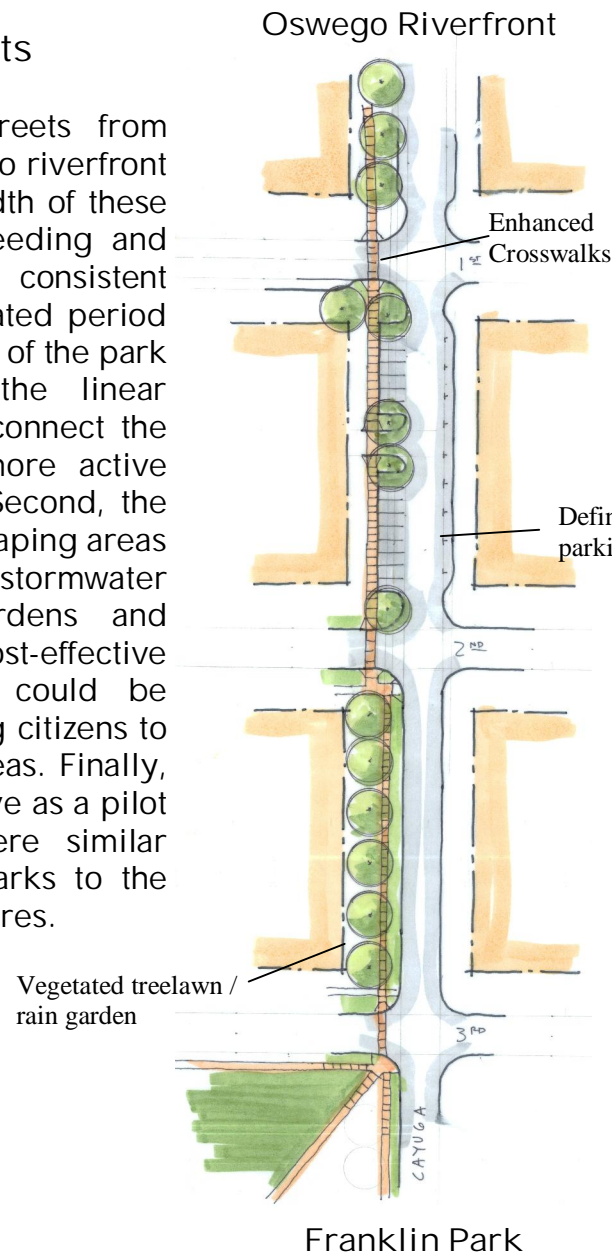 Oswego Riverfront
ts
reets from
o riverfront
dth of these
eeding and
consistent
ated period
of the park
the linear
connect the
nore active
Second, the
aping areas
stormwater
rdens and
ost-effective
could be
g citizens to
eas. Finally,
ve as a pilot
ere similar
arks to the
res.
Enhanced
Crosswalks
1ST
Defin
parki
2ND
Vegetated treelawn /
rain garden
3RD
CAYUGA
Franklin Park